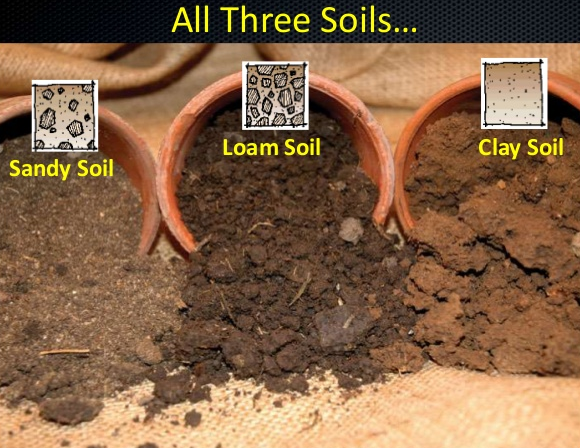 All Three Soils...
Sandy Soil
Loam Soil
Clay Soil